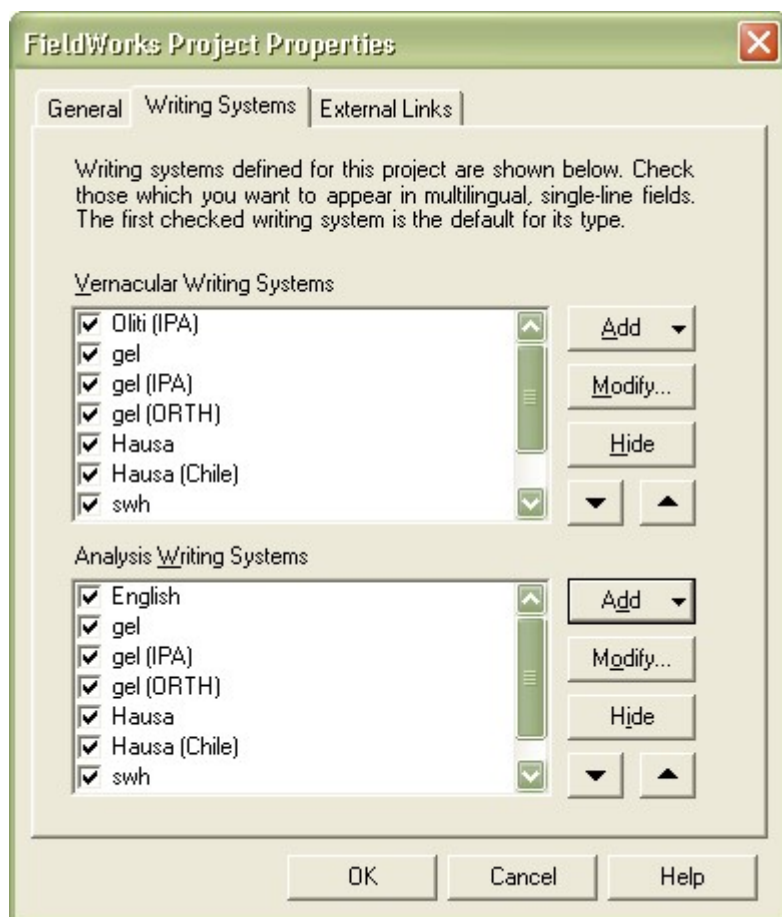 FieldWorks Project Properties
General Writing Systems External Links
Writing systems defined for this project are shown below. Check
those which you want to appear in multilingual, single-line fields.
The first checked writing system is the default for its type.
Vernacular Writing Systems
Oliti (IPA)
gel
gel (IPA)
gel (ORTH)
Hausa
Hausa (Chile)
swh
Add
Modify...
Hide
Analysis Writing Systems
English
gel
gel (IPA)
gel (ORTH)
Hausa
Hausa (Chile)
swh
Add
Modify...
Hide
OK Cancel Help